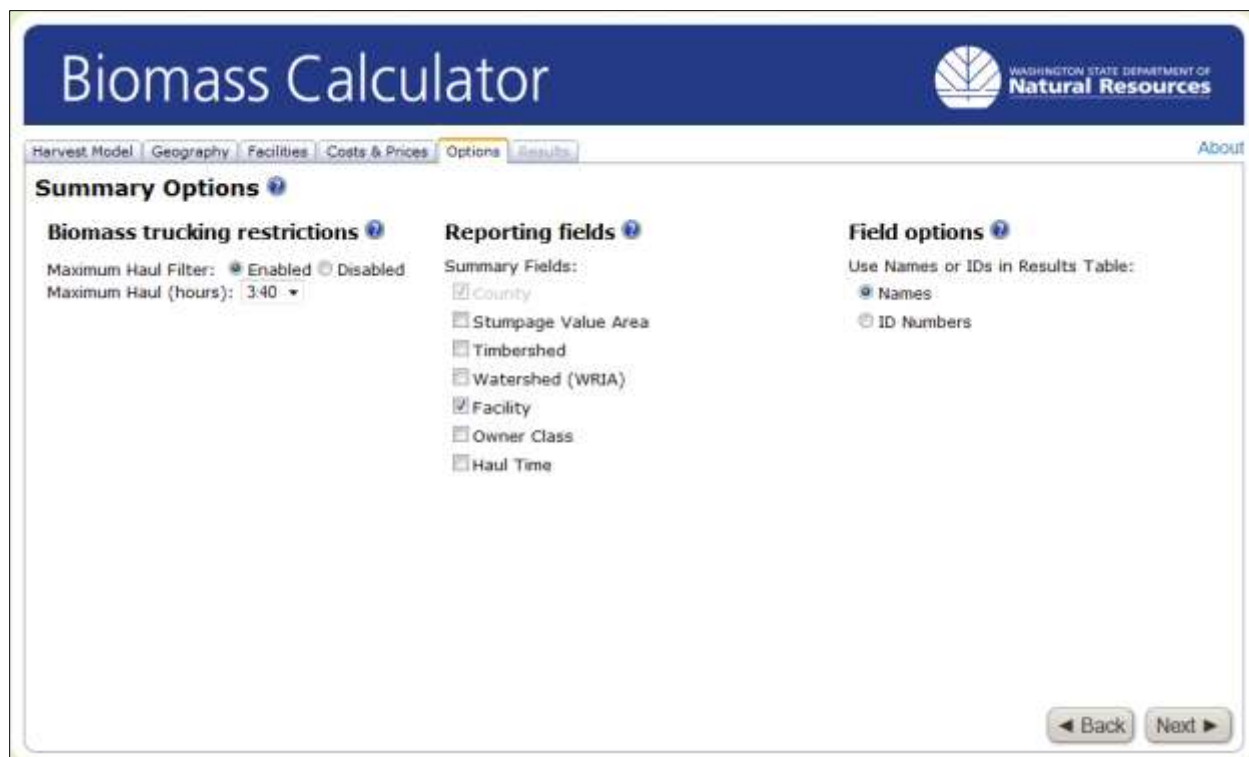 Biomass Calculator
WASHINGTON STATE DEPARTMENT OF
Natural Resources
Harvest Model Geography Facilities Costs & Prices Options Results
About
Summary Options
Biomass trucking restrictions
Maximum Haul Filter: Enabled Disabled
Maximum Haul (hours): 3:40
Reporting fields
Summary Fields:
County
Stumpage Value Area
Timbershed
Watershed (WRIA)
Facility
Owner Class
Haul Time
Field options
Use Names or IDs in Results Table:
Names
ID Numbers
Back Next